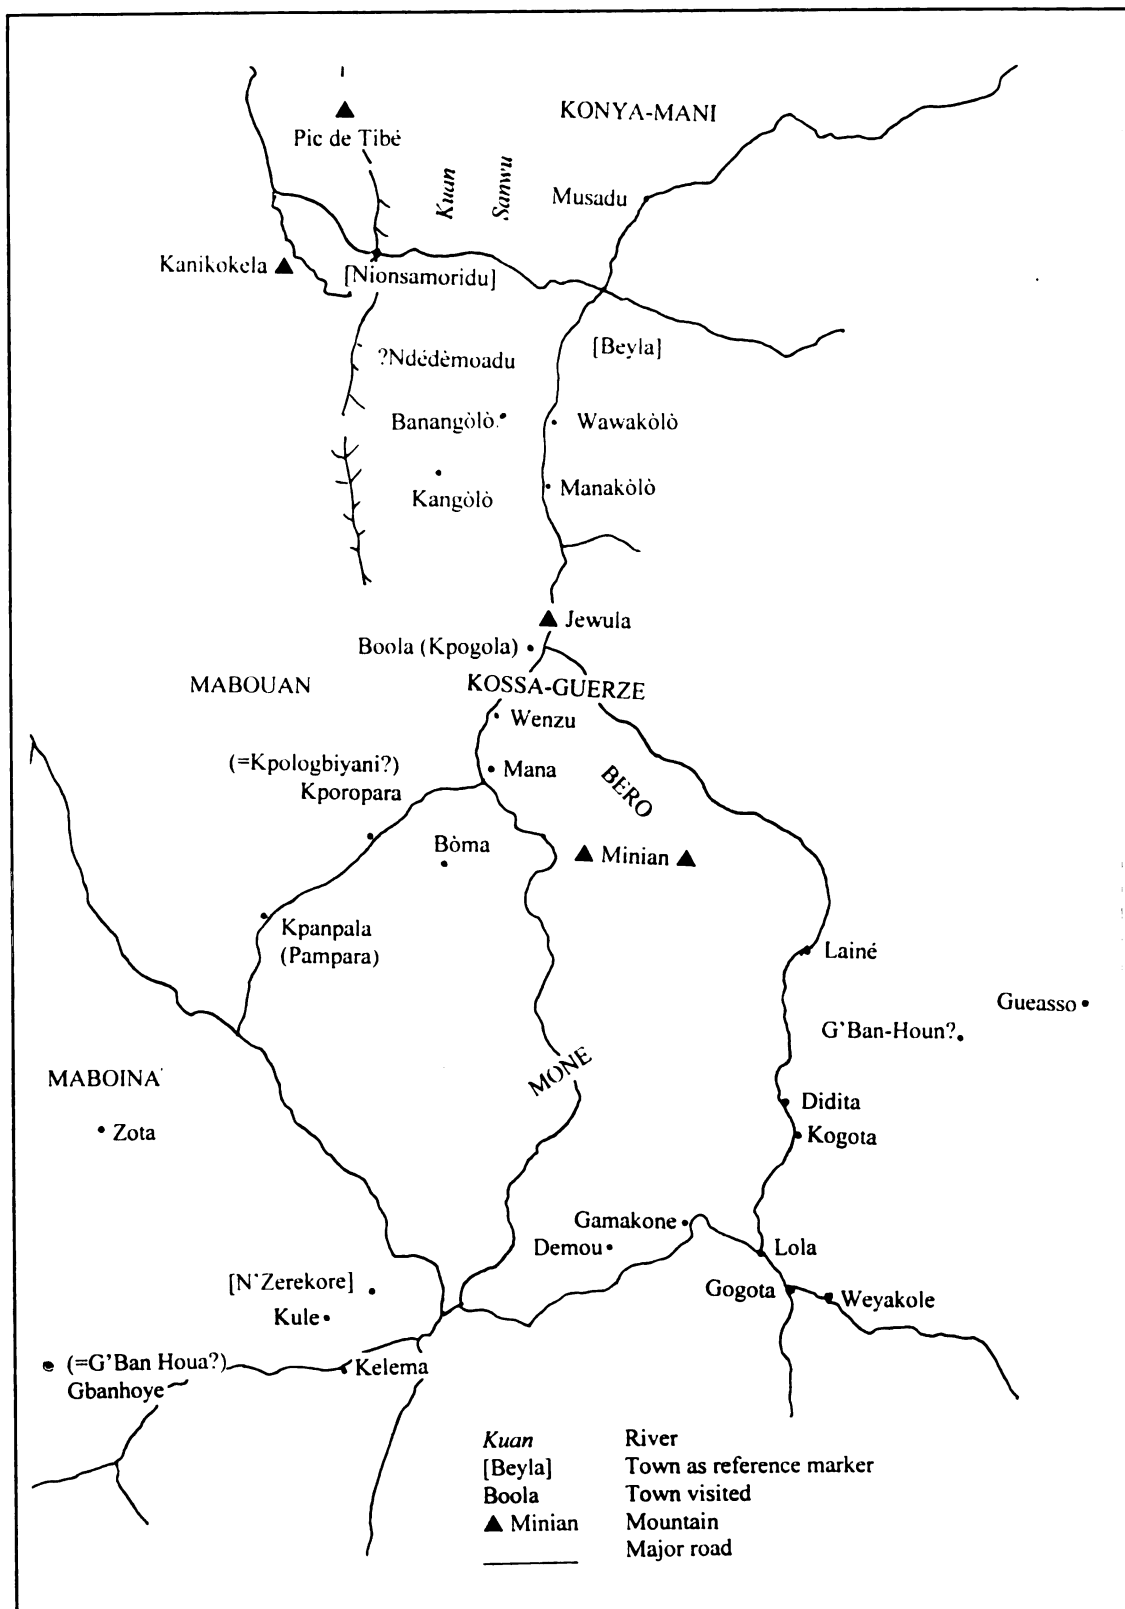 KONYA-MANI
Pic de Tibé
Kuan
Sanwu
Musadu
Kanikokela
[Nionsamoridu]
?Ndédèmoadu
[Beyla]
Banangòlò
Wawakòlò
Kangòlò
Manakòlò
Jewula
Boola (Kpogola)
MABOUAN
KOSSA-GUERZE
Wenzu
(=Kpologbiyani?)
Kporopara
Mana
BERO
Bòma
Minian
Kpanpala
(Pampara)
Lainé
Gueasso
G'Ban-Houn?
MONE
MABOINA
Didita
Zota
Kogota
Gamakone
Demou
Lola
[N'Zerekore]
Gogota
Weyakole
Kule
(=G'Ban Houa?)
Gbanhoye
Kelema
Kuan River
[Beyla] Town as reference marker
Boola Town visited
Minian Mountain
Major road